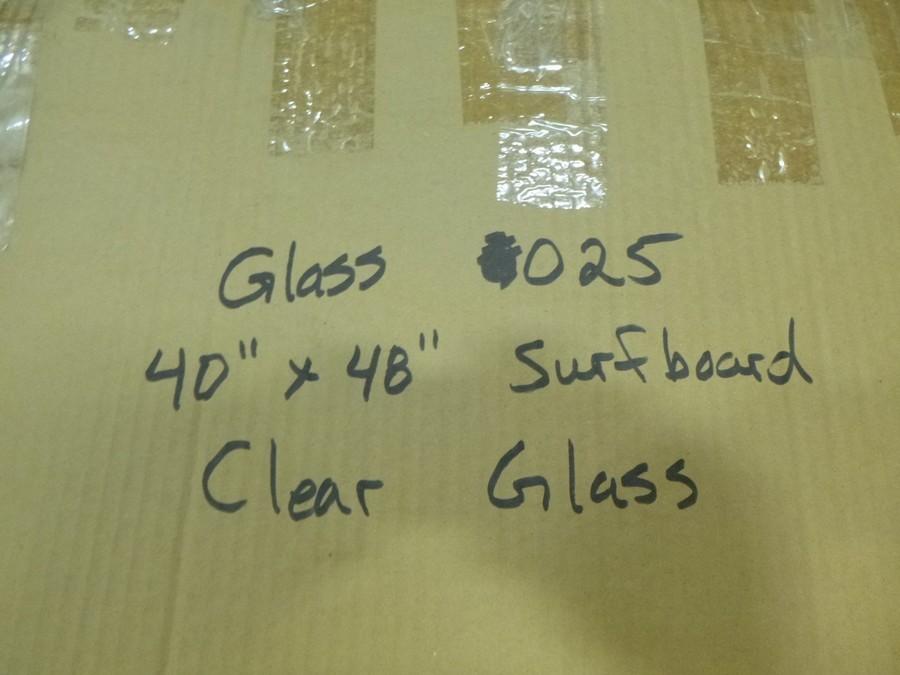 Glass 025
40" x 48" Surfboard
Clear Glass